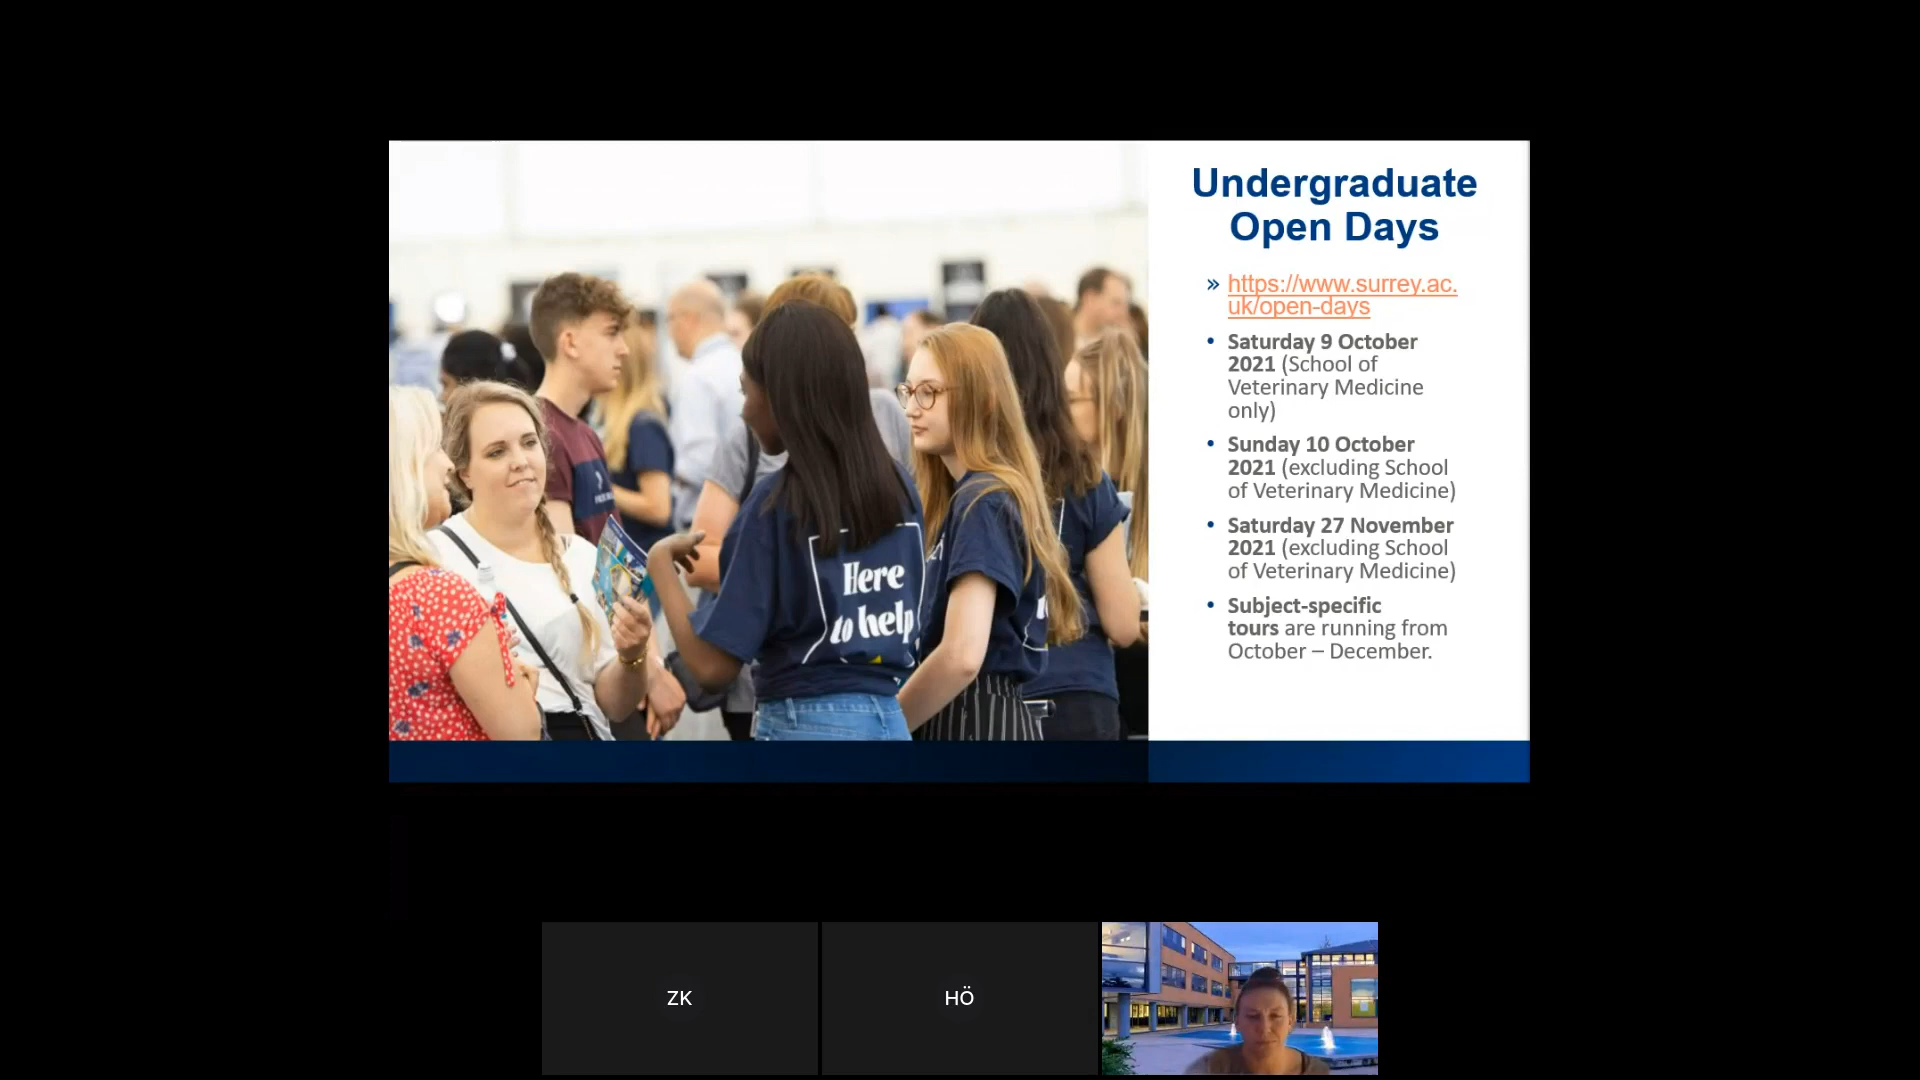 Undergraduate
Open Days
» https://www.surrey.ac.
uk/open-days
• Saturday 9 October
2021 (School of
Veterinary Medicine
only)
• Sunday 10 October
2021 (excluding School
of Veterinary Medicine)
• Saturday 27 November
2021 (excluding School
of Veterinary Medicine)
• Subject-specific
tours are running from
October – December.
Here
to help
ZK
HÖ